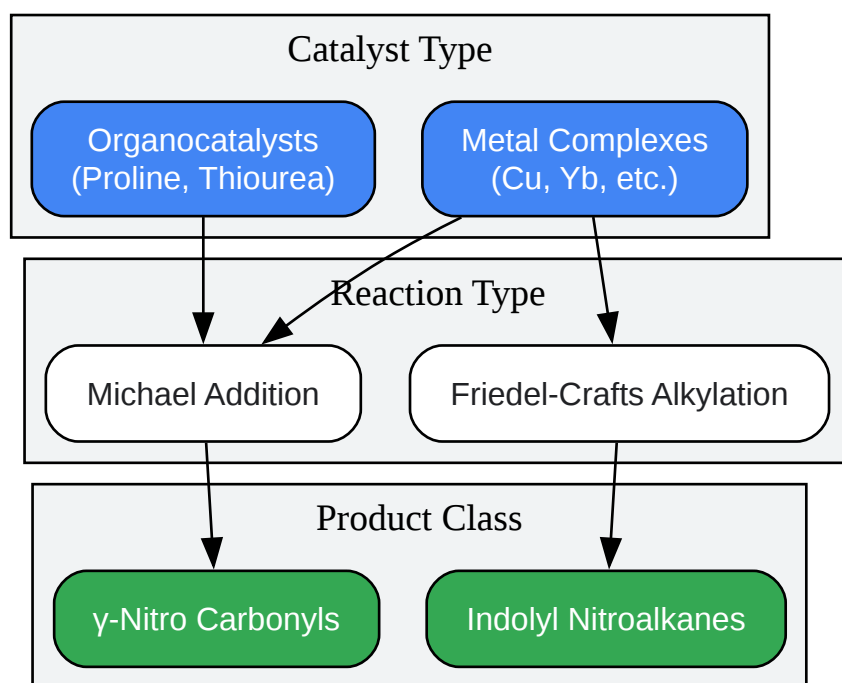 Catalyst Type
Organocatalysts
(Proline, Thiourea)
Metal Complexes
(Cu, Yb, etc.)
Reaction Type
Michael Addition
Friedel-Crafts Alkylation
Product Class
γ-Nitro Carbonyls
Indolyl Nitroalkanes